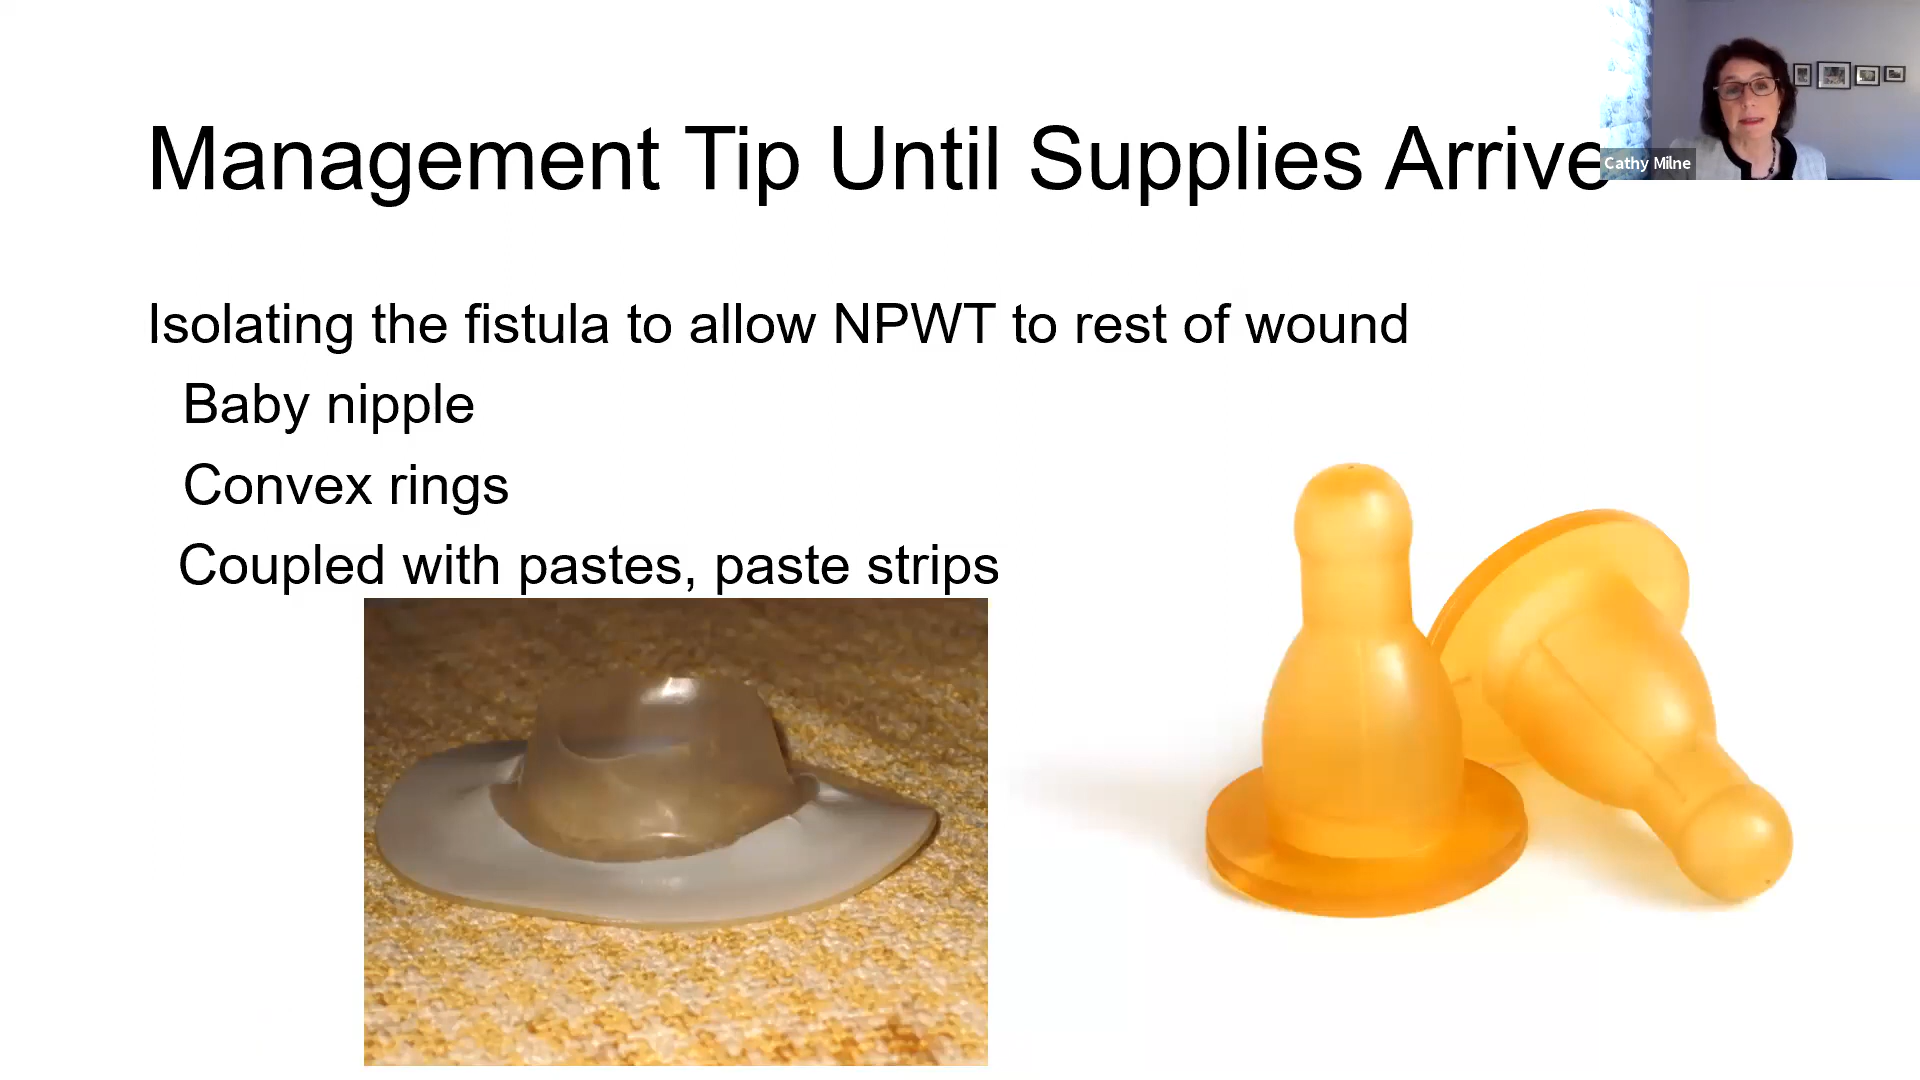 Management Tip Until Supplies Arrive
Cathy Milne
Isolating the fistula to allow NPWT to rest of wound
Baby nipple
Convex rings
Coupled with pastes, paste strips